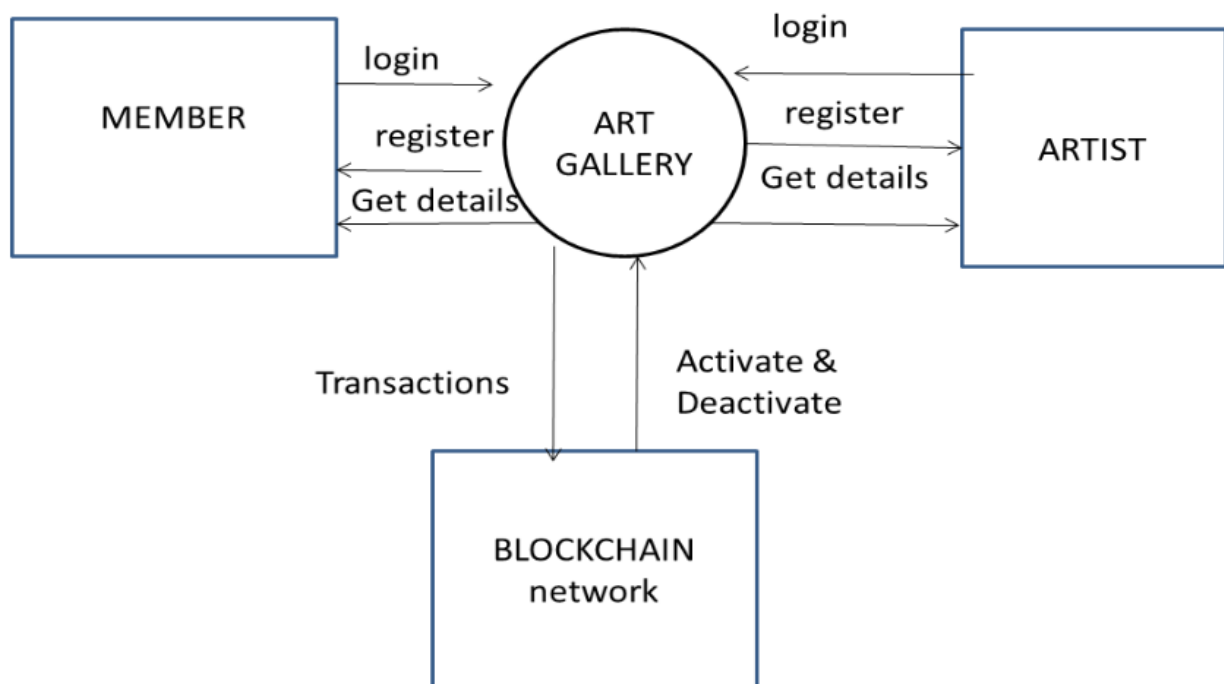 login
login
MEMBER
register
ART
GALLERY
register
ARTIST
Get details
Get details
Transactions
Activate &
Deactivate
BLOCKCHAIN
network